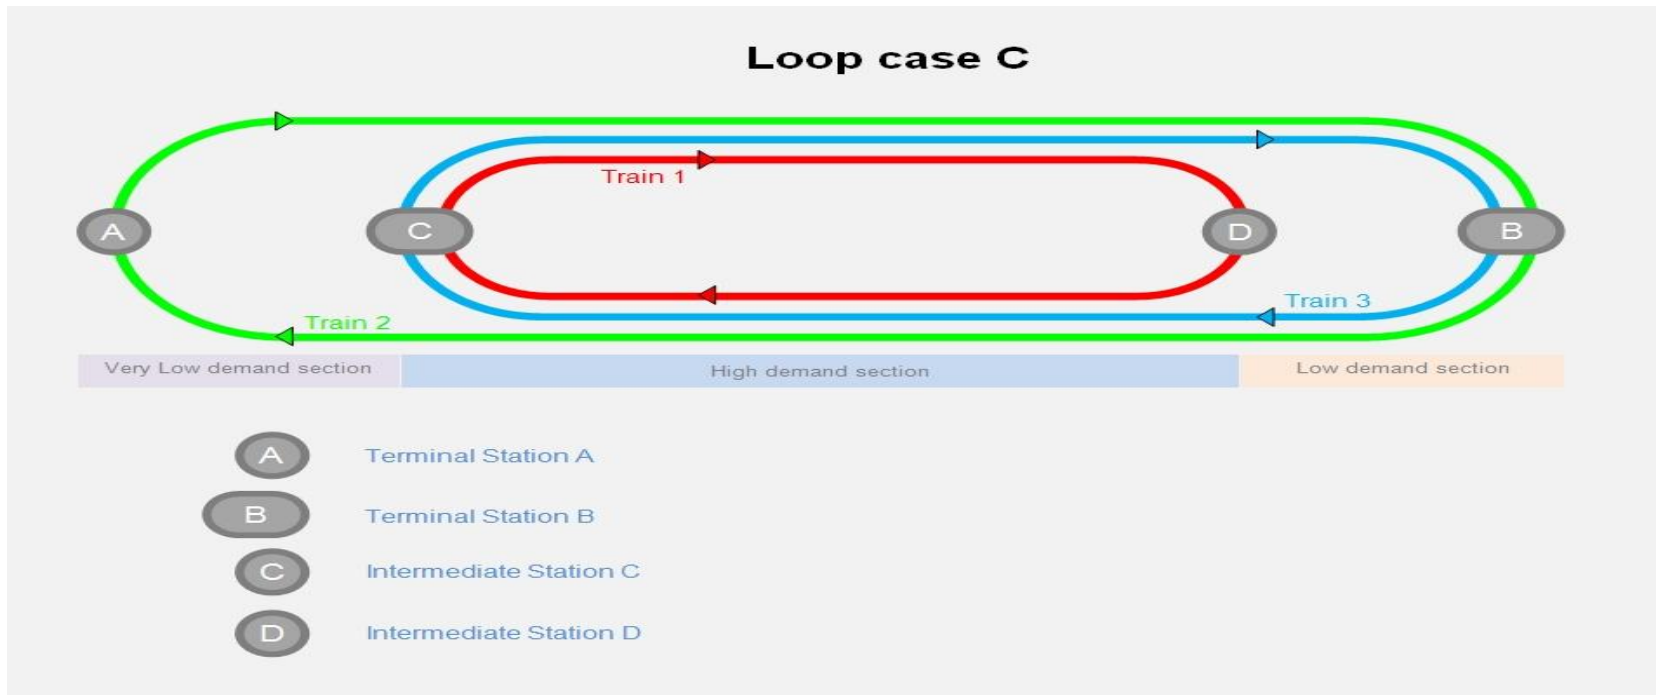 Loop case C
Train 1
A
C
D
B
Train 3
Train 2
Very Low demand section
High demand section
Low demand section
A Terminal Station A
B Terminal Station B
C Intermediate Station C
D Intermediate Station D